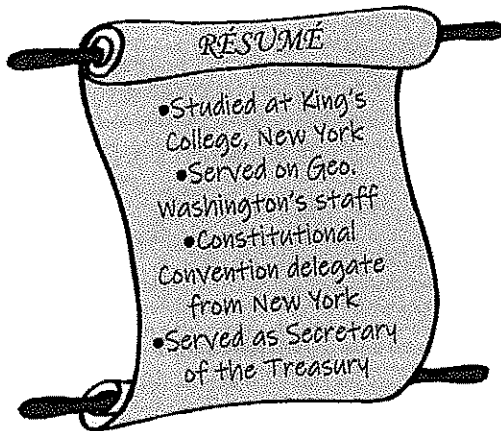 RÉSUMÉ
•Studied at King's
College, New York
•Served on Geo.
Washington's staff
•Constitutional
Convention delegate
from New York
•Served as Secretary
of the Treasury